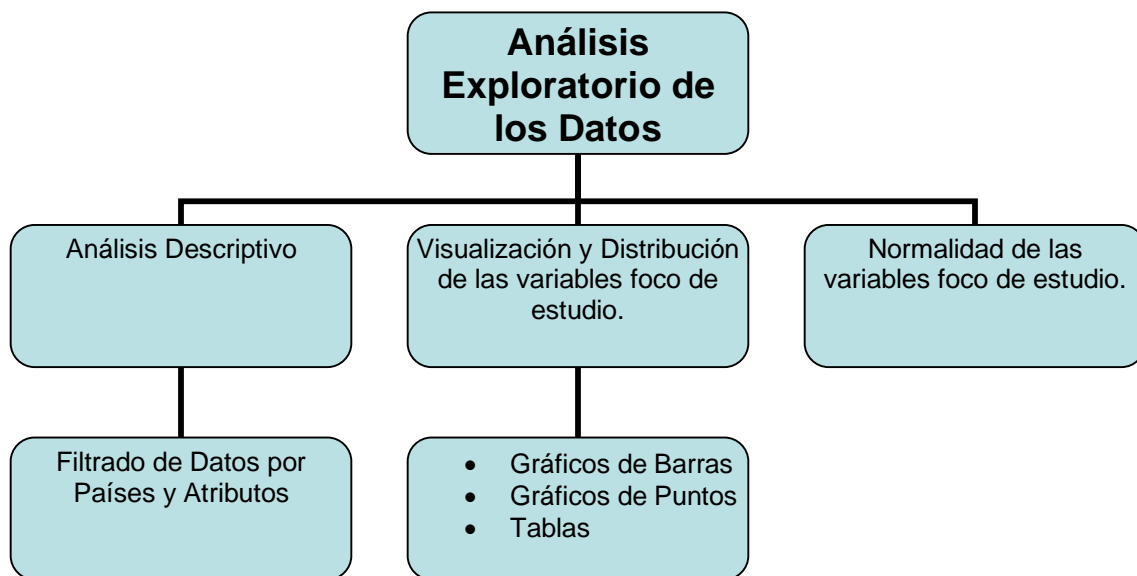 Análisis
Exploratorio de
los Datos
Análisis Descriptivo
Visualización y Distribución
de las variables foco de
estudio.
Normalidad de las
variables foco de estudio.
Filtrado de Datos por
Países y Atributos
• Gráficos de Barras
• Gráficos de Puntos
• Tablas